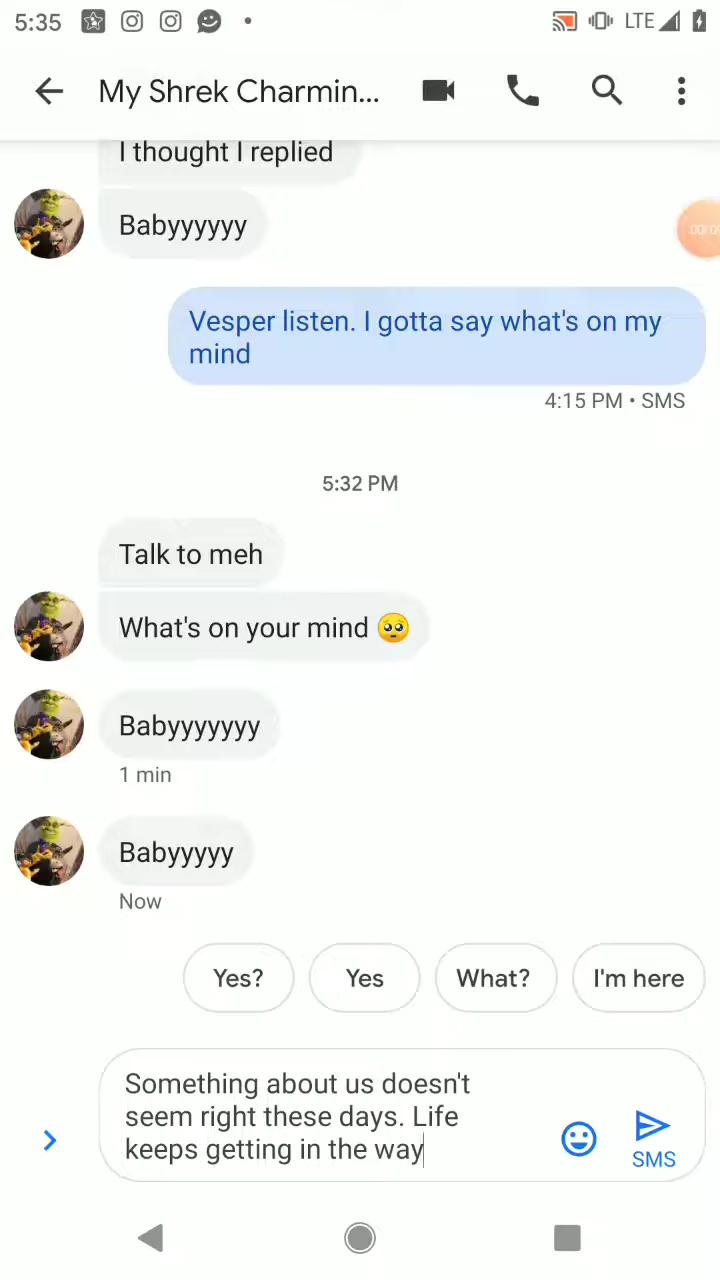 5:35
LTE
My Shrek Charmin...
I thought I replied
Babyyyyyy
Vesper listen. I gotta say what's on my
mind
4:15 PM • SMS
5:32 PM
Talk to meh
What's on your mind 🥺
Babyyyyyyy
1 min
Babyyyyy
Now
Yes?
Yes
What?
I'm here
Something about us doesn't
seem right these days. Life
keeps getting in the way
SMS